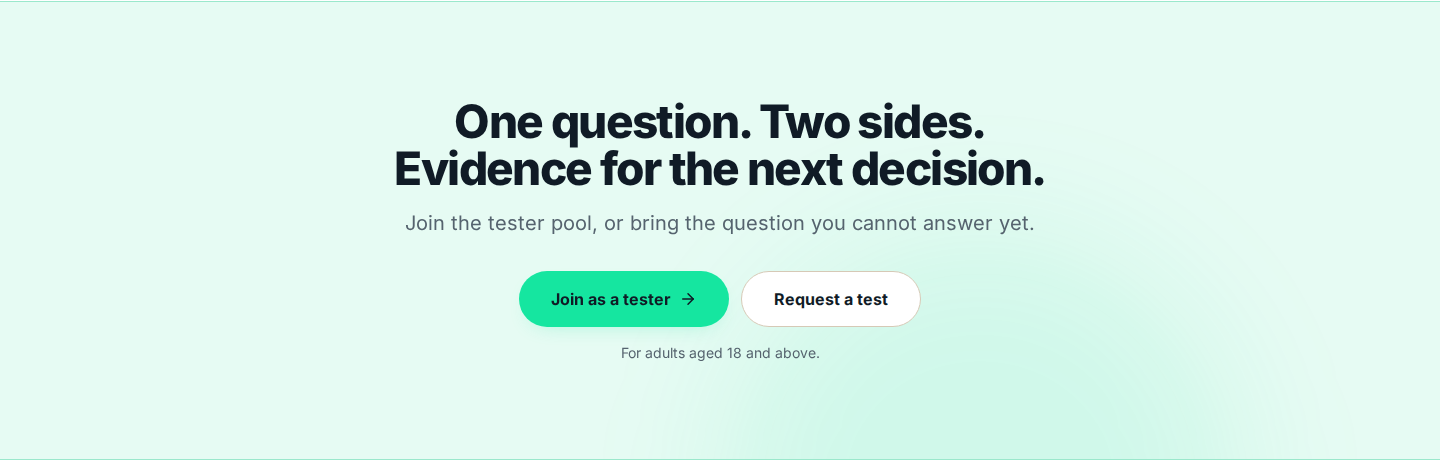 One question. Two sides.
Evidence for the next decision.
Join the tester pool, or bring the question you cannot answer yet.
Join as a tester →
Request a test
For adults aged 18 and above.